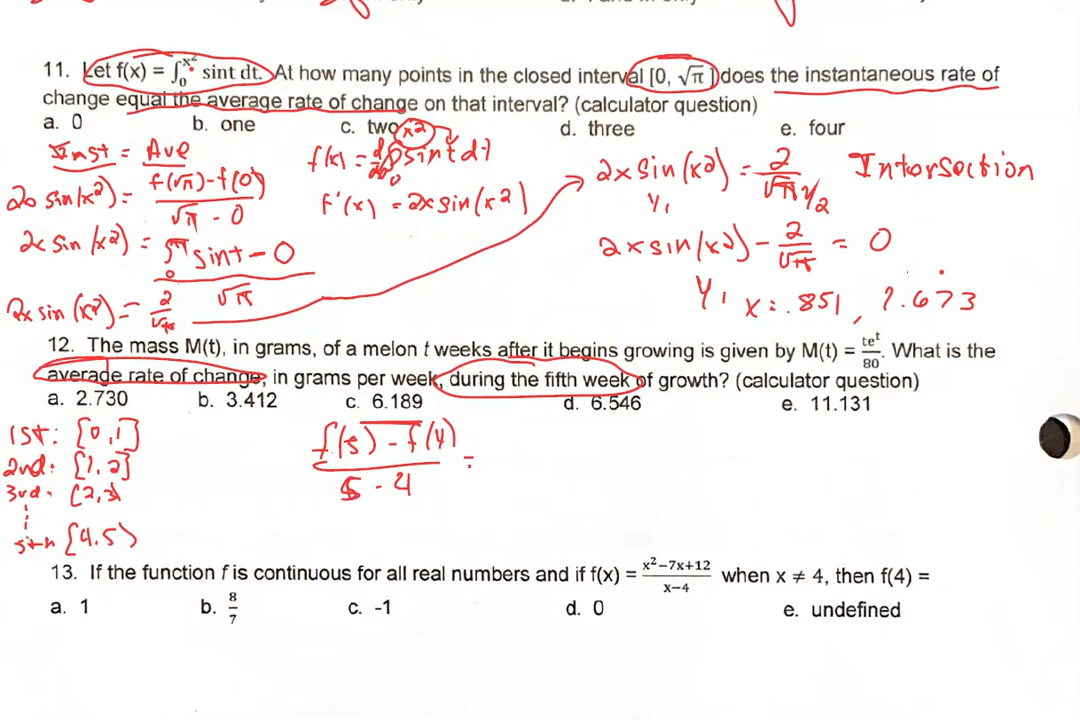 11. Let f(x) = ∫₀^x² sint dt. At how many points in the closed interval [0, √π ] does the instantaneous rate of
change equal the average rate of change on that interval? (calculator question)
a. 0 b. one c. two d. three e. four
Inst = Ave
2x sin(x²) = f(√π) - f(0) / √π - 0
2x sin(x²) = ∫₀^π sint - 0 / √π
2x sin(x²) = 2/√π
f(x) = d/dx ∫₀^x² sint dt
f'(x) = 2x sin(x²)
2x sin(x²) = 2/√π Intersection
Y₁ Y₂
2x sin(x²) - 2/√π = 0
Y₁ x = .851, 1.673
12. The mass M(t), in grams, of a melon t weeks after it begins growing is given by M(t) = te^t/80. What is the
average rate of change, in grams per week, during the fifth week of growth? (calculator question)
a. 2.730 b. 3.412 c. 6.189 d. 6.546 e. 11.131
1st: [0,1]
2nd: [1,2]
3rd: [2,3]
5th [4,5]
f(5) - f(4) / 5 - 4 =
13. If the function f is continuous for all real numbers and if f(x) = x²−7x+12 / x−4 when x ≠ 4, then f(4) =
a. 1 b. 8/7 c. -1 d. 0 e. undefined